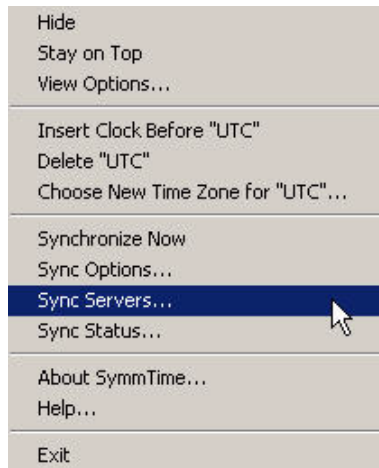 Hide
Stay on Top
View Options...
Insert Clock Before "UTC"
Delete "UTC"
Choose New Time Zone for "UTC"...
Synchronize Now
Sync Options...
Sync Servers...
Sync Status...
About SymmTime...
Help...
Exit